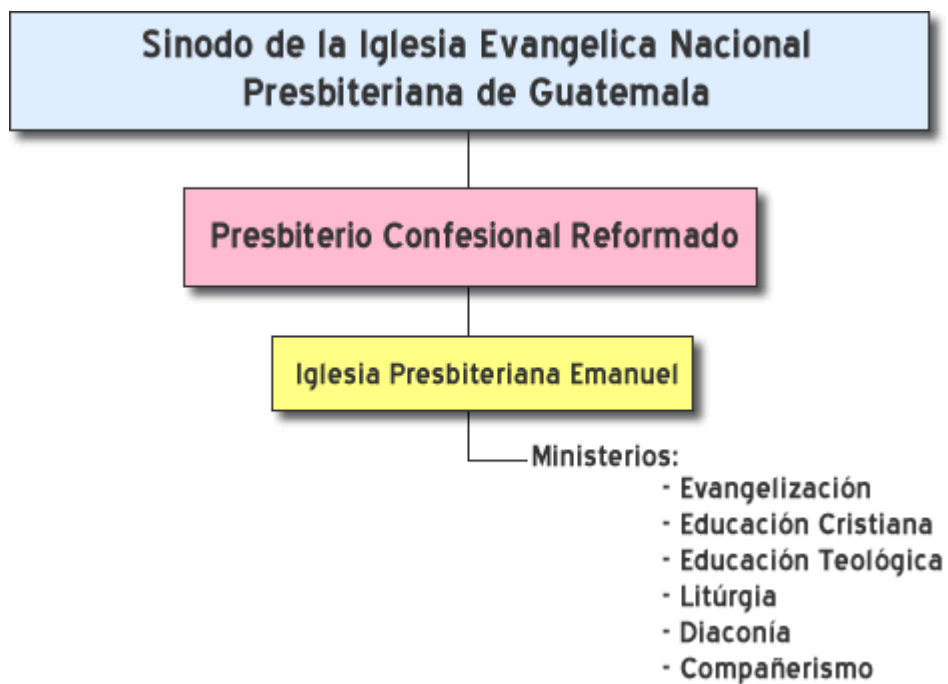 Sinodo de la Iglesia Evangelica Nacional
Presbiteriana de Guatemala
Presbiterio Confesional Reformado
Iglesia Presbiteriana Emanuel
Ministerios:
- Evangelización
- Educación Cristiana
- Educación Teológica
- Litúrgia
- Diaconía
- Compañerismo